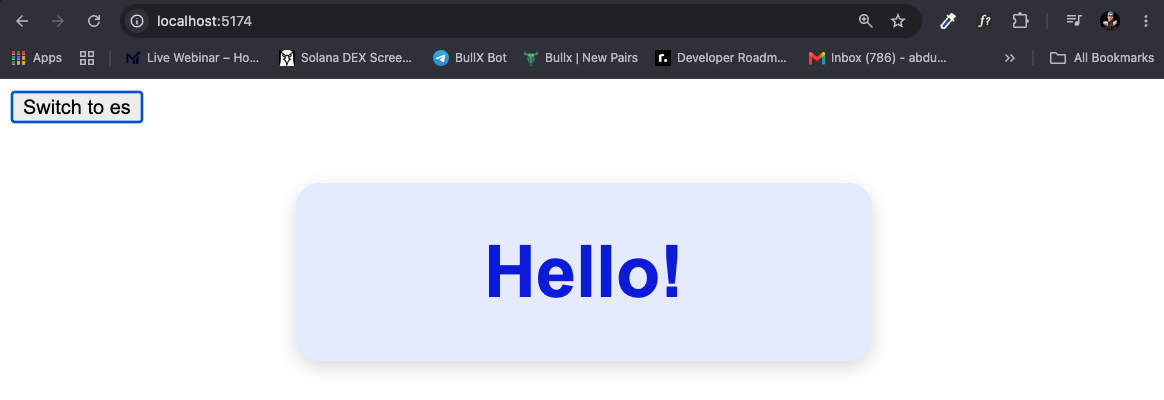 localhost:5174
f?
Apps
Live Webinar – Ho...
Solana DEX Scree...
BullX Bot
Bullx | New Pairs
r.
Developer Roadm...
Inbox (786) - abdu...
All Bookmarks
Switch to es
Hello!